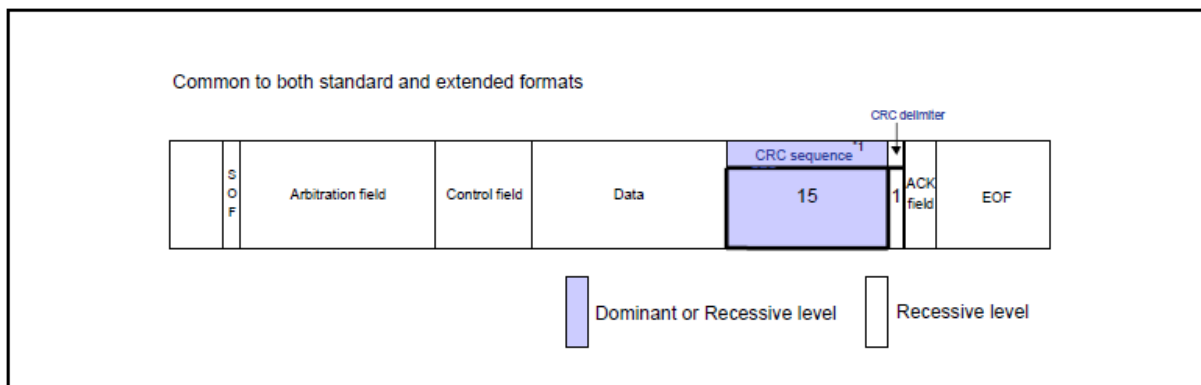 Common to both standard and extended formats
CRC delimiter
CRC sequence *1
SOF
Arbitration field
Control field
Data
15
1
ACK
field
EOF
Dominant or Recessive level
Recessive level